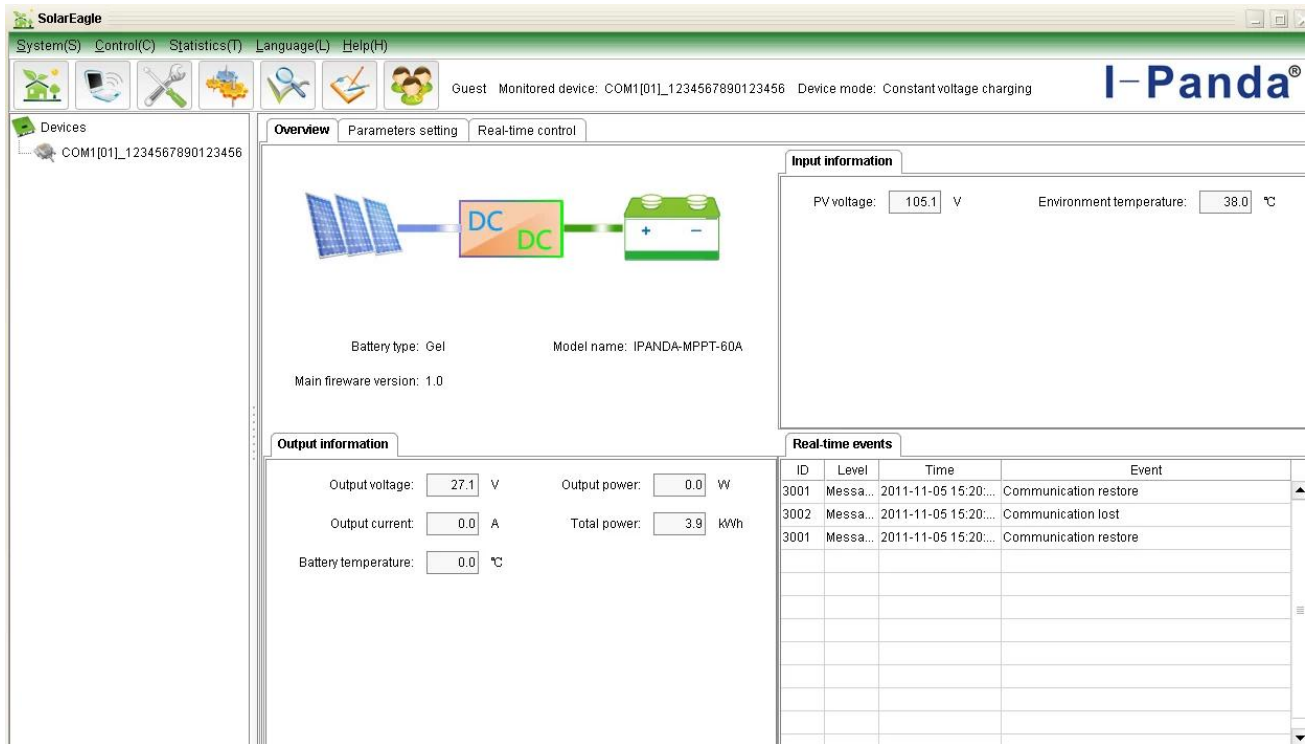 SolarEagle
System(S) Control(C) Statistics(T) Language(L) Help(H)
Guest Monitored device: COM1[01]_1234567890123456 Device mode: Constant voltage charging
I-Panda®
Devices
COM1[01]_1234567890123456
Overview Parameters setting Real-time control
DC
DC
+ −
Battery type: Gel Model name: IPANDA-MPPT-60A
Main fireware version: 1.0
Input information
PV voltage: 105.1 V Environment temperature: 38.0 ℃
Output information
Output voltage: 27.1 V Output power: 0.0 W
Output current: 0.0 A Total power: 3.9 kWh
Battery temperature: 0.0 ℃
Real-time events
ID Level Time Event
3001 Messa... 2011-11-05 15:20:... Communication restore
3002 Messa... 2011-11-05 15:20:... Communication lost
3001 Messa... 2011-11-05 15:20:... Communication restore